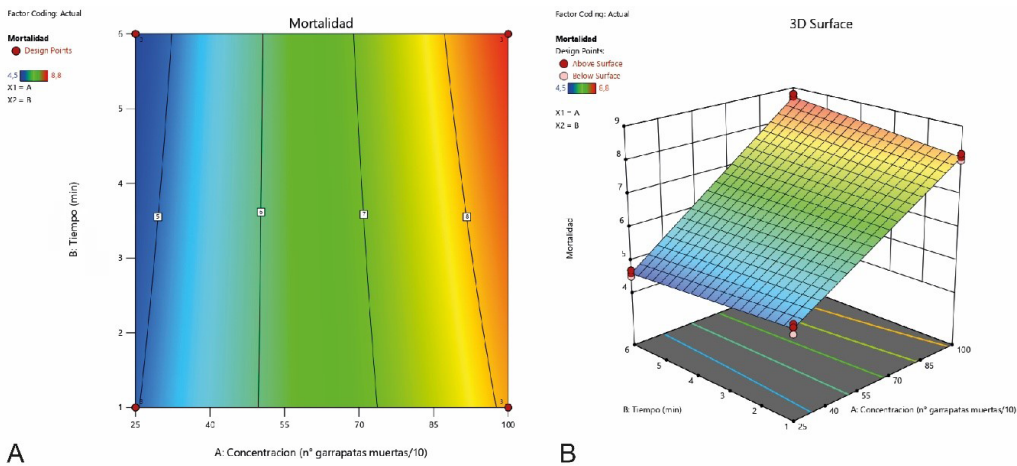 Factor Coding: Actual
Mortalidad
Design Points
4,5 8,8
X1 = A
X2 = B
Mortalidad
6
5
4
3
2
1
B: Tiempo (min)
5
6
7
8
3
3
25
40
55
70
85
100
A: Concentracion (n° garrapatas muertas/10)
A
Factor Coding: Actual
3D Surface
Mortalidad
Design Points:
Above Surface
Below Surface
4,5 8,8
X1 = A
X2 = B
9
8
7
6
5
4
Mortalidad
6
5
4
3
2
1
B: Tiempo (min)
25
40
55
70
85
100
A: Concentracion (n° garrapatas muertas/10)
B